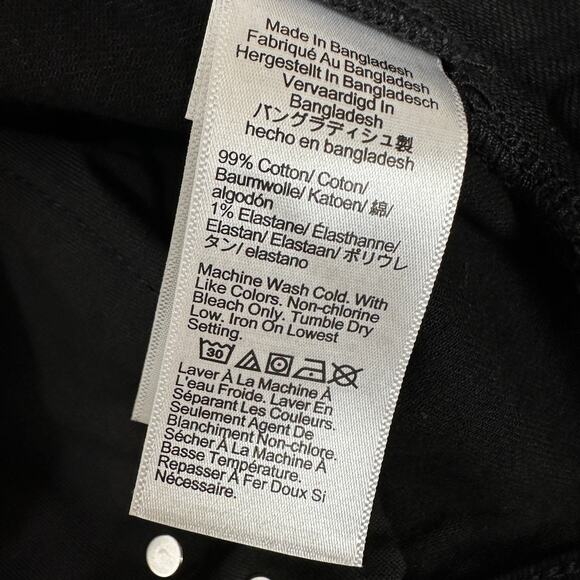 Made In Bangladesh
Fabriqué Au Bangladesh
Hergestellt In Bangladesch
Vervaardigd In
Bangladesh
バングラディシュ製
hecho en bangladesh
99% Cotton/ Coton/
Baumwolle/ Katoen/ 綿/
algodón
1% Elastane/ Élasthanne/
Elastan/ Elastaan/ ポリウレ
タン/ elastano
Machine Wash Cold. With
Like Colors. Non-chlorine
Bleach Only. Tumble Dry
Low. Iron On Lowest
Setting.
30
Laver À La Machine À
L'eau Froide. Laver En
Séparant Les Couleurs.
Seulement Agent De
Blanchiment Non-chlore.
Sécher À La Machine À
Basse Température.
Repasser À Fer Doux Si
Nécessaire.